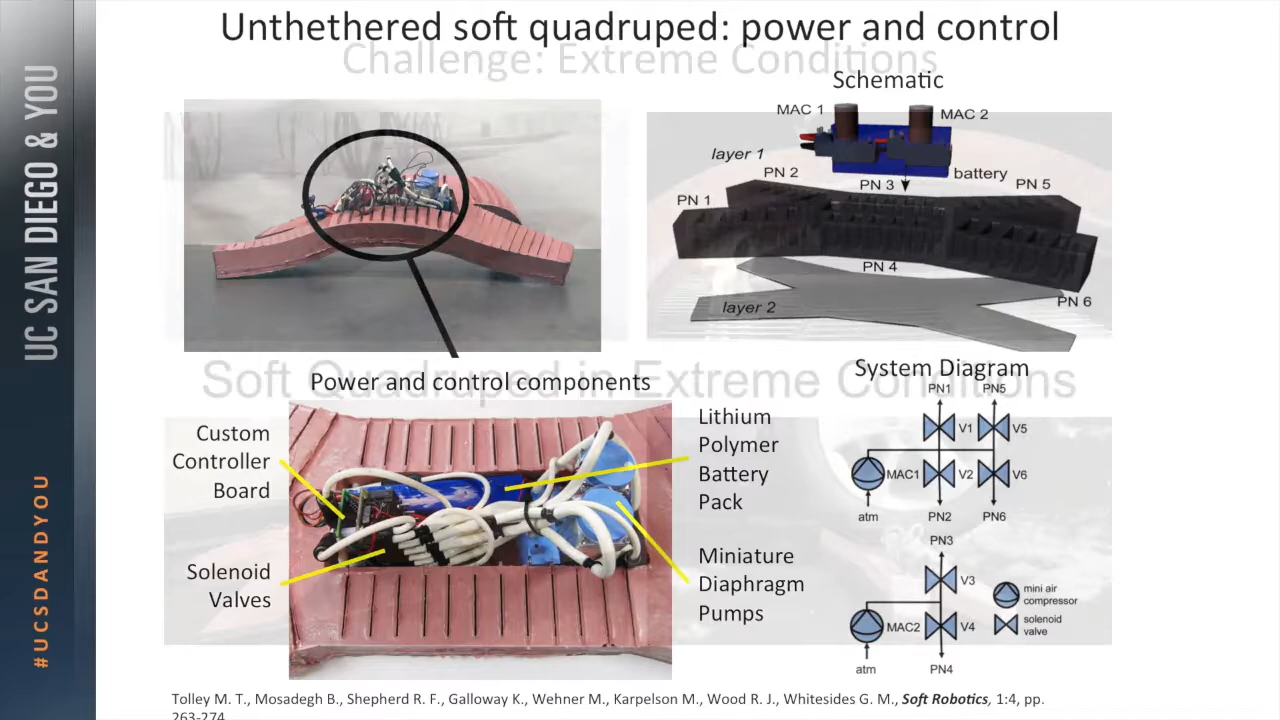 Unthethered soft quadruped: power and control
Challenge: Extreme Conditions
Schematic
MAC 1
MAC 2
layer 1
battery
PN 2
PN 3
PN 5
PN 1
PN 4
PN 6
layer 2
Soft Quadruped in Extreme Conditions
Power and control components
Custom
Controller
Board
Solenoid
Valves
Lithium
Polymer
Battery
Pack
Miniature
Diaphragm
Pumps
System Diagram
PN1
PN5
V1
V5
MAC1
V2
V6
atm
PN2
PN6
PN3
V3
mini air
compressor
MAC2
V4
solenoid
valve
atm
PN4
Tolley M. T., Mosadegh B., Shepherd R. F., Galloway K., Wehner M., Karpelson M., Wood R. J., Whitesides G. M., Soft Robotics, 1:4, pp.
263-274
UC SAN DIEGO & YOU
#UCSDANDYOU